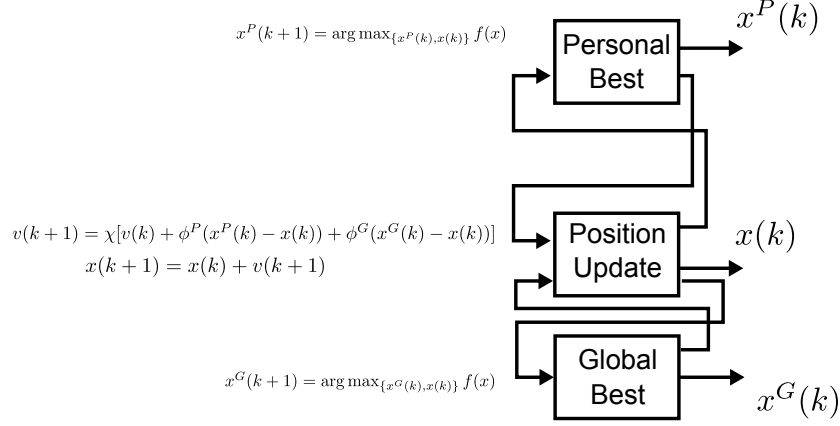 x^P(k+1) = arg max_{x^P(k),x(k)} f(x)
Personal
Best
x^P(k)
v(k+1) = χ[v(k) + ϕ^P(x^P(k) − x(k)) + ϕ^G(x^G(k) − x(k))]
x(k+1) = x(k) + v(k+1)
Position
Update
x(k)
x^G(k+1) = arg max_{x^G(k),x(k)} f(x)
Global
Best
x^G(k)